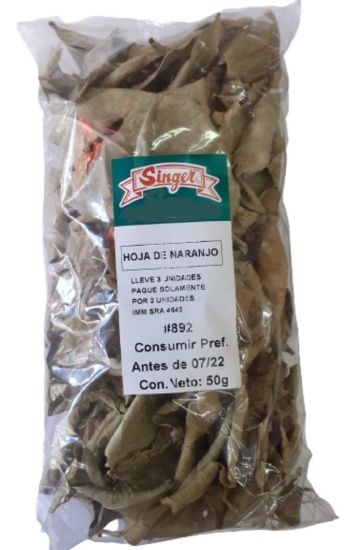 Singer
HOJA DE NARANJO
LLEVE 3 UNIDADES
PAGUE SOLAMENTE
POR 2 UNIDADES
IMM SRA 4642
#892
Consumir Pref.
Antes de 07/22
Con. Neto: 50g